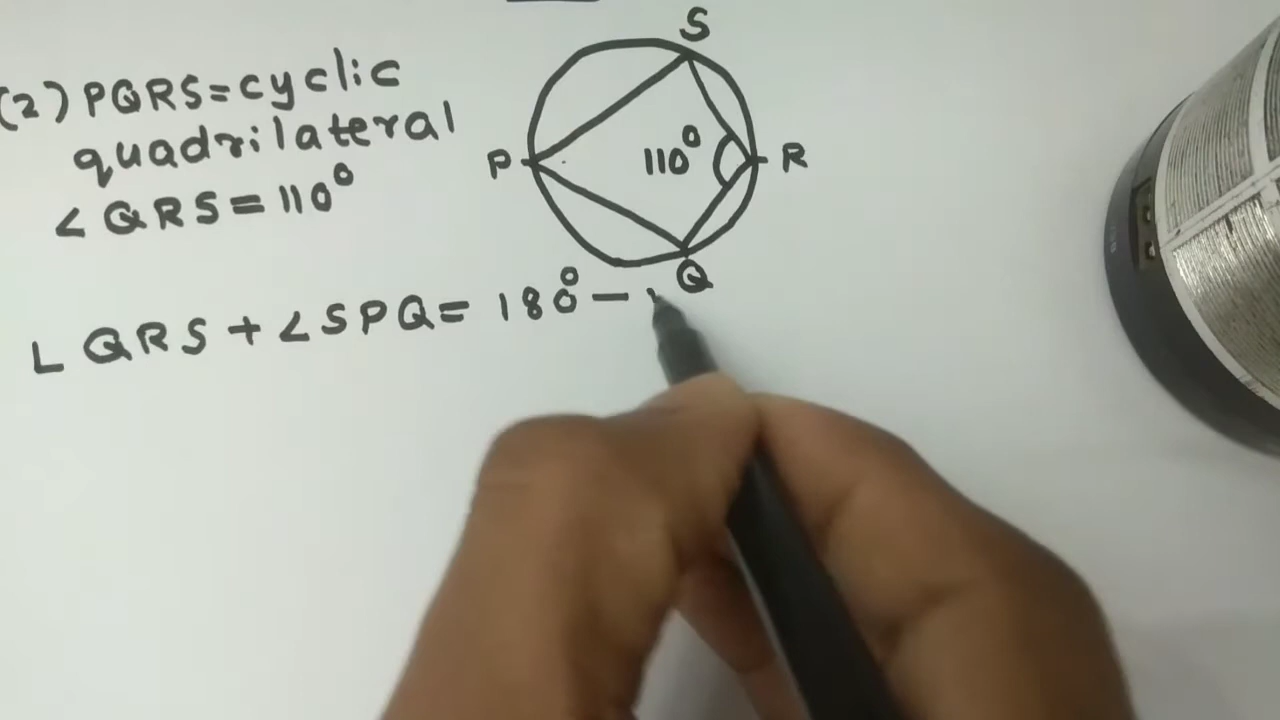 S
(2) PQRS=cyclic
quadrilateral
P
110°
R
∠QRS=110°
Q
∟QRS+∠SPQ=180°—